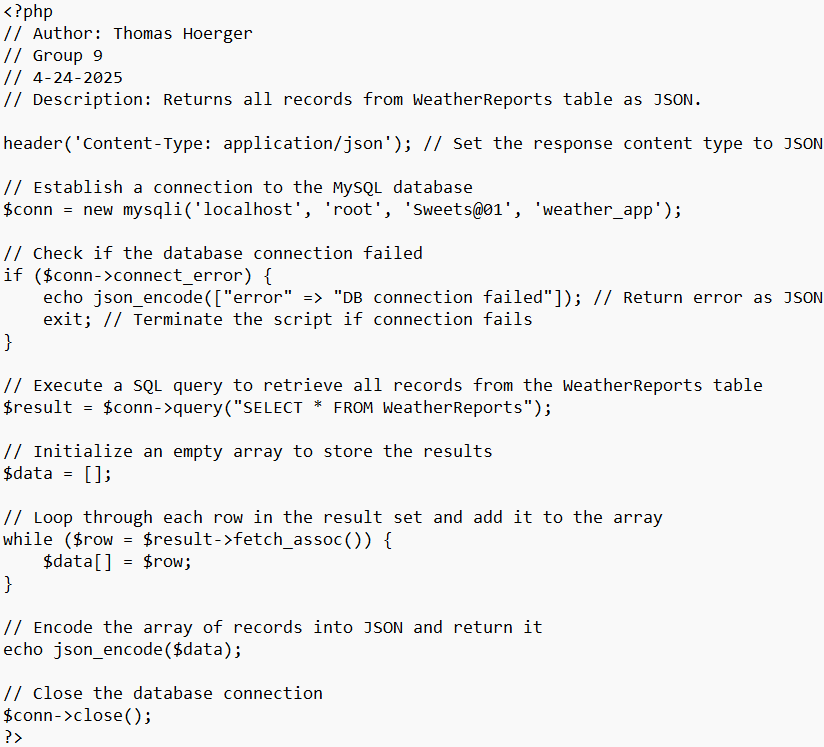 <?php
// Author: Thomas Hoerger
// Group 9
// 4-24-2025
// Description: Returns all records from WeatherReports table as JSON.
header('Content-Type: application/json'); // Set the response content type to JSON
// Establish a connection to the MySQL database
$conn = new mysqli('localhost', 'root', 'Sweets@01', 'weather_app');
// Check if the database connection failed
if ($conn->connect_error) {
    echo json_encode(["error" => "DB connection failed"]); // Return error as JSON
    exit; // Terminate the script if connection fails
}
// Execute a SQL query to retrieve all records from the WeatherReports table
$result = $conn->query("SELECT * FROM WeatherReports");
// Initialize an empty array to store the results
$data = [];
// Loop through each row in the result set and add it to the array
while ($row = $result->fetch_assoc()) {
    $data[] = $row;
}
// Encode the array of records into JSON and return it
echo json_encode($data);
// Close the database connection
$conn->close();
?>